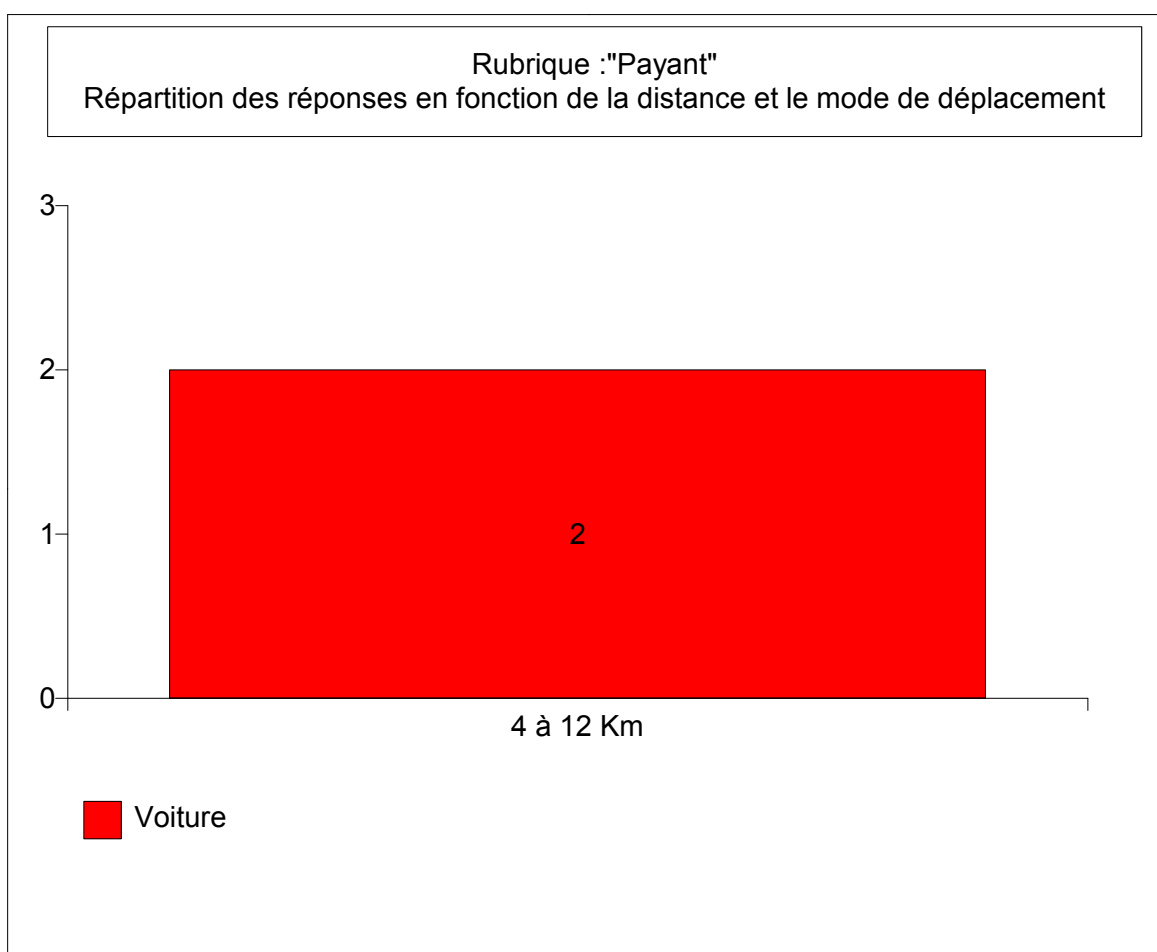 Rubrique :"Payant"
Répartition des réponses en fonction de la distance et le mode de déplacement
3
2
1
0
2
4 à 12 Km
Voiture